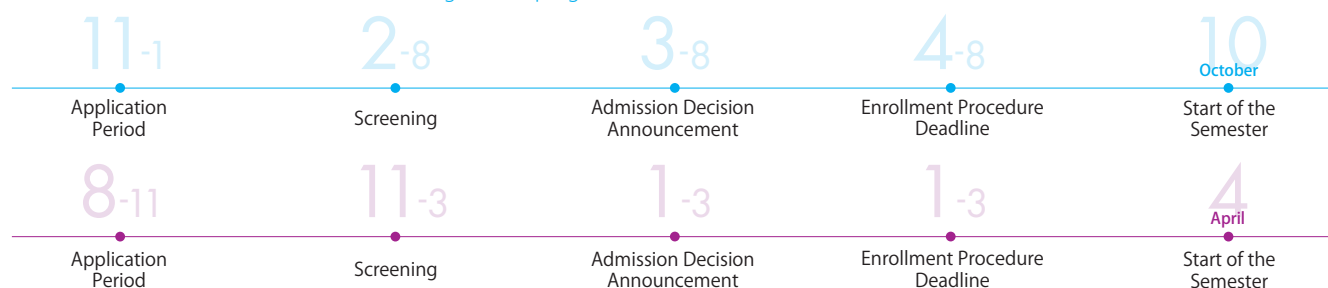 11-1 2-8 3-8 4-8 10
October
Application Period Screening Admission Decision Announcement Enrollment Procedure Deadline Start of the Semester
8-11 11-3 1-3 1-3 4
April
Application Period Screening Admission Decision Announcement Enrollment Procedure Deadline Start of the Semester